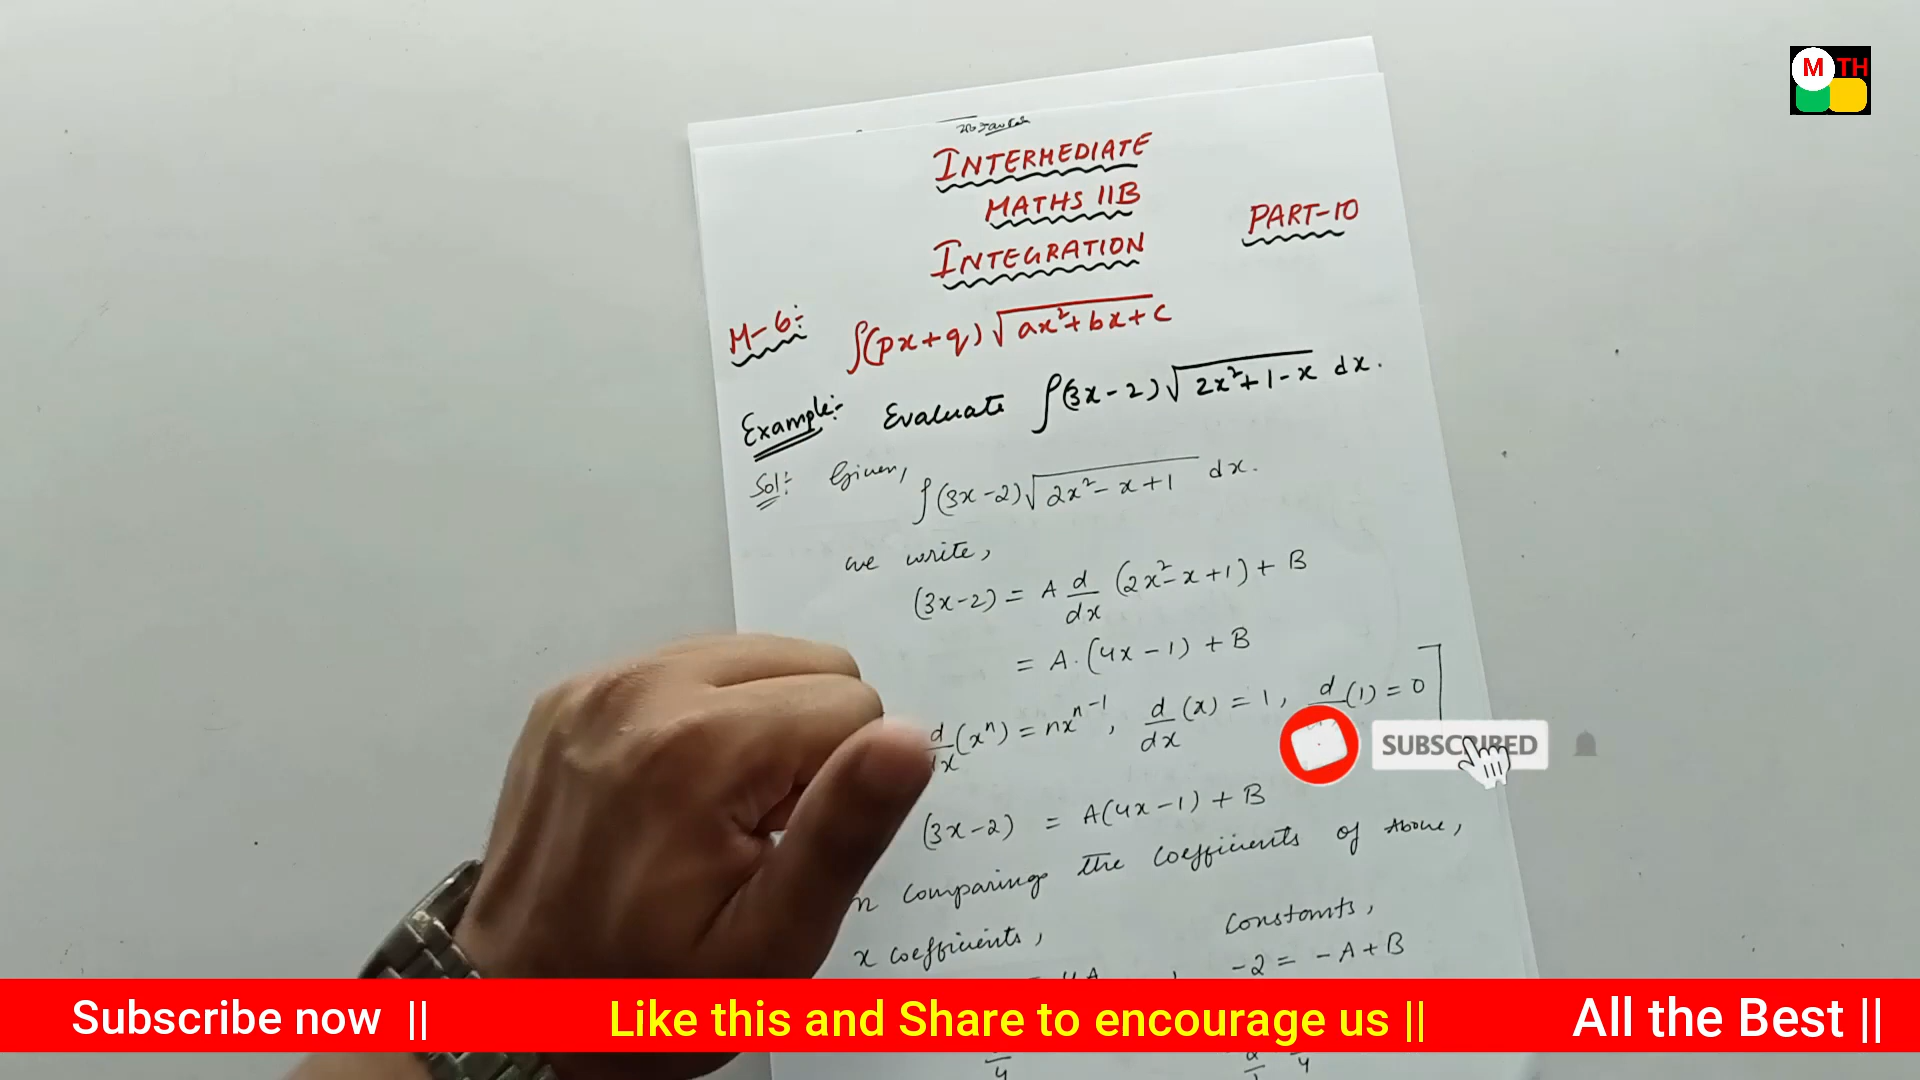 M TH
INTERMEDIATE
MATHS IIB
INTEGRATION
PART-10
M-6:- ∫(px+q)√ax²+bx+c
Example:- Evaluate ∫(3x-2)√2x²+1-x dx.
Sol:- Given,
∫(3x-2)√2x²-x+1 dx.
we write,
(3x-2) = A d/dx (2x²-x+1) + B
= A.(4x-1) + B
d/dx (xⁿ) = nxⁿ⁻¹, d/dx (x) = 1, d (1) = 0]
SUBSCRIBED
(3x-2) = A(4x-1) + B
n comparing the coefficients of Above,
x coefficients, constants,
-2 = -A+B
Subscribe now || Like this and Share to encourage us || All the Best ||
4 4